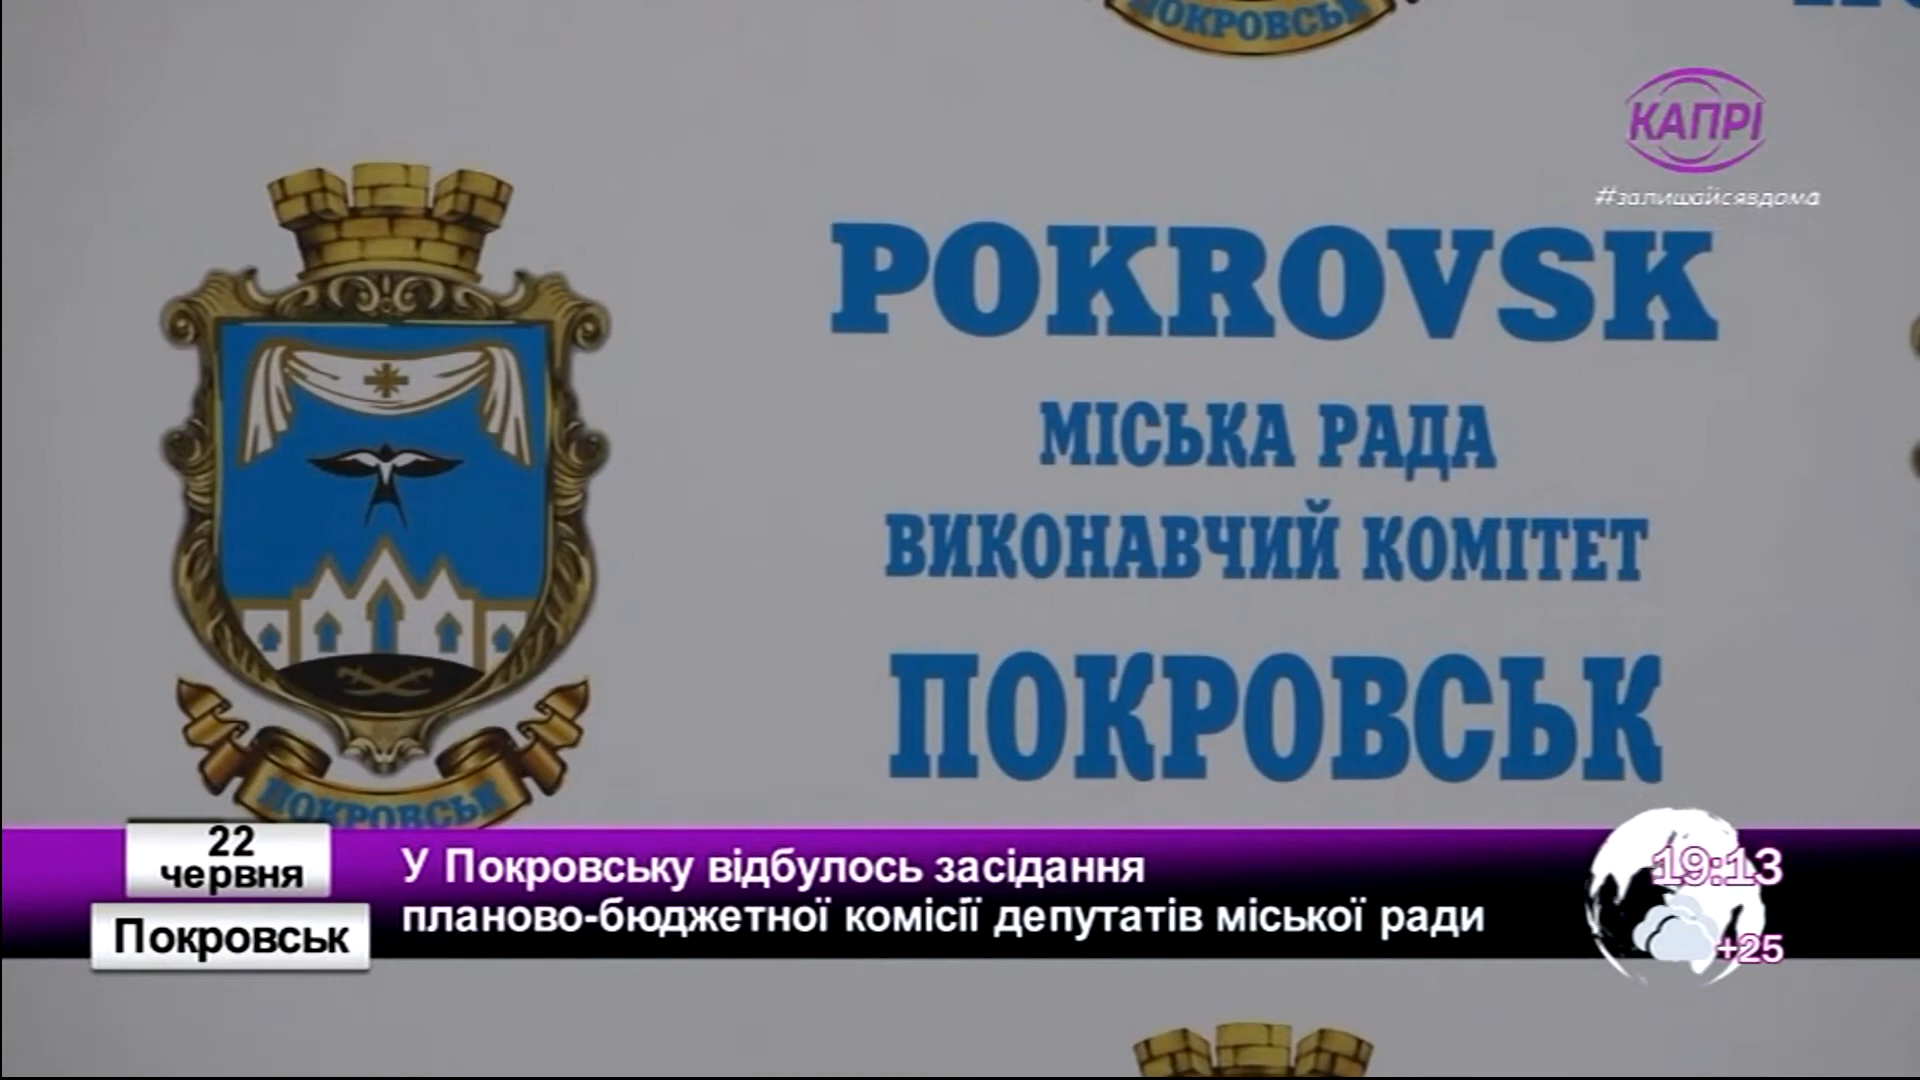 ПОКРОВСЬК
КАПРІ
#залишайсявдома
POKROVSK
МІСЬКА РАДА
ВИКОНАВЧИЙ КОМІТЕТ
ПОКРОВСЬК
ПОКРОВСЬК
22
червня
Покровськ
У Покровську відбулось засідання
планово-бюджетної комісії депутатів міської ради
19:13
+25